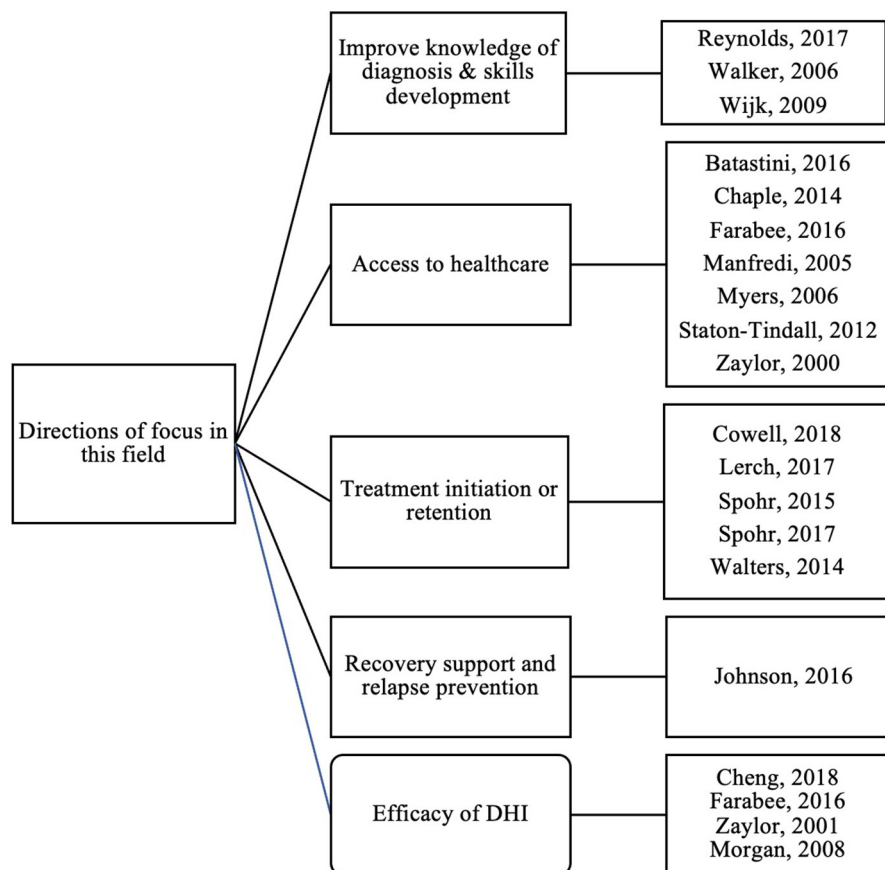 Directions of focus in
this field
Improve knowledge of
diagnosis & skills
development
Reynolds, 2017
Walker, 2006
Wijk, 2009
Access to healthcare
Batastini, 2016
Chaple, 2014
Farabee, 2016
Manfredi, 2005
Myers, 2006
Staton-Tindall, 2012
Zaylor, 2000
Treatment initiation or
retention
Cowell, 2018
Lerch, 2017
Spohr, 2015
Spohr, 2017
Walters, 2014
Recovery support and
relapse prevention
Johnson, 2016
Efficacy of DHI
Cheng, 2018
Farabee, 2016
Zaylor, 2001
Morgan, 2008